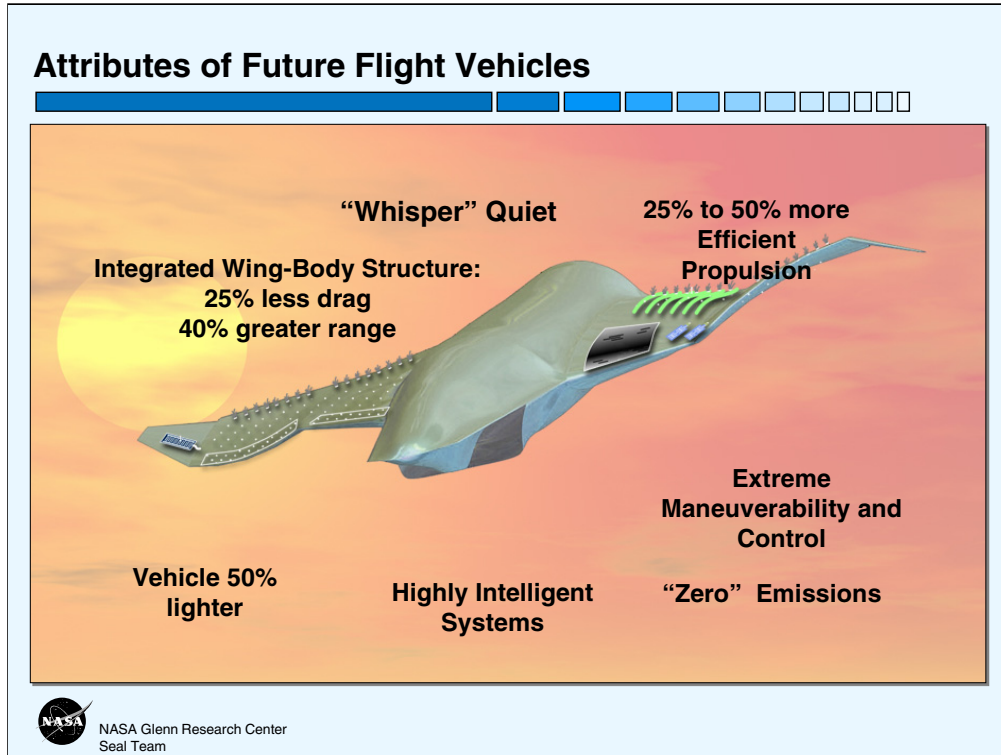 Attributes of Future Flight Vehicles
“Whisper” Quiet
25% to 50% more
Efficient
Propulsion
Integrated Wing-Body Structure:
25% less drag
40% greater range
Extreme
Maneuverability and
Control
Vehicle 50%
lighter
Highly Intelligent
Systems
“Zero” Emissions
NASA
NASA Glenn Research Center
Seal Team